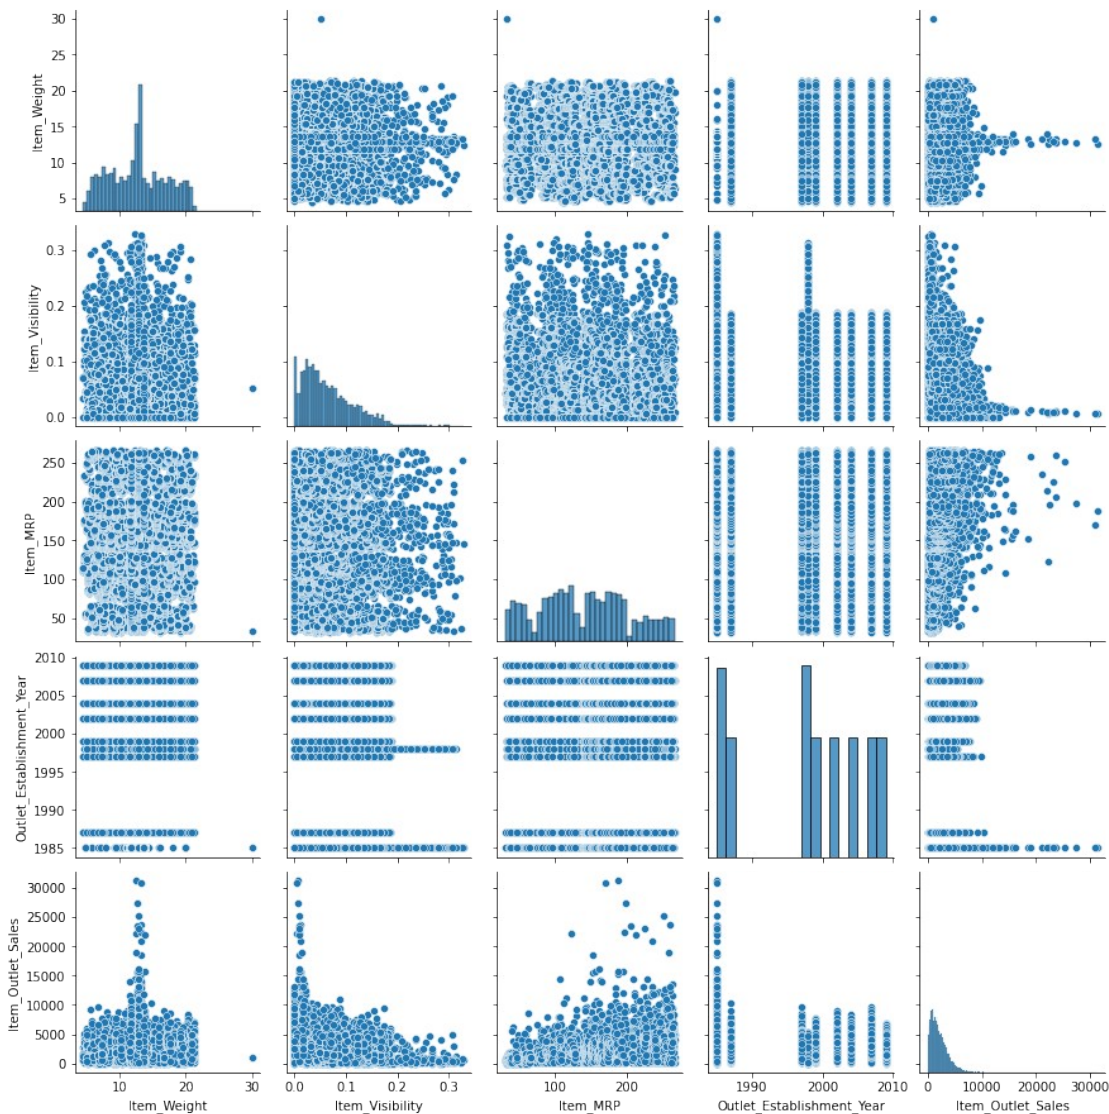 30
25
20
15
10
5
Item_Weight
0.3
0.2
0.1
0.0
Item_Visibility
250
200
150
100
50
Item_MRP
2010
2005
2000
1995
1990
1985
Outlet_Establishment_Year
30000
25000
20000
15000
10000
5000
0
Item_Outlet_Sales
10 20 30
Item_Weight
0.0 0.1 0.2 0.3
Item_Visibility
100 200
Item_MRP
1990 2000 2010
Outlet_Establishment_Year
0 10000 20000 30000
Item_Outlet_Sales